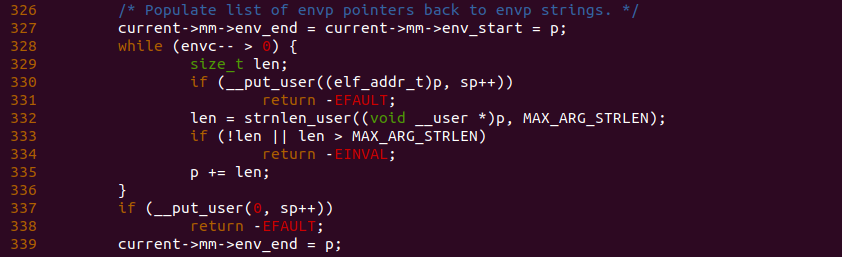 326         /* Populate list of envp pointers back to envp strings. */
327         current->mm->env_end = current->mm->env_start = p;
328         while (envc-- > 0) {
329                 size_t len;
330                 if (__put_user((elf_addr_t)p, sp++))
331                         return -EFAULT;
332                 len = strnlen_user((void __user *)p, MAX_ARG_STRLEN);
333                 if (!len || len > MAX_ARG_STRLEN)
334                         return -EINVAL;
335                 p += len;
336         }
337         if (__put_user(0, sp++))
338                 return -EFAULT;
339         current->mm->env_end = p;